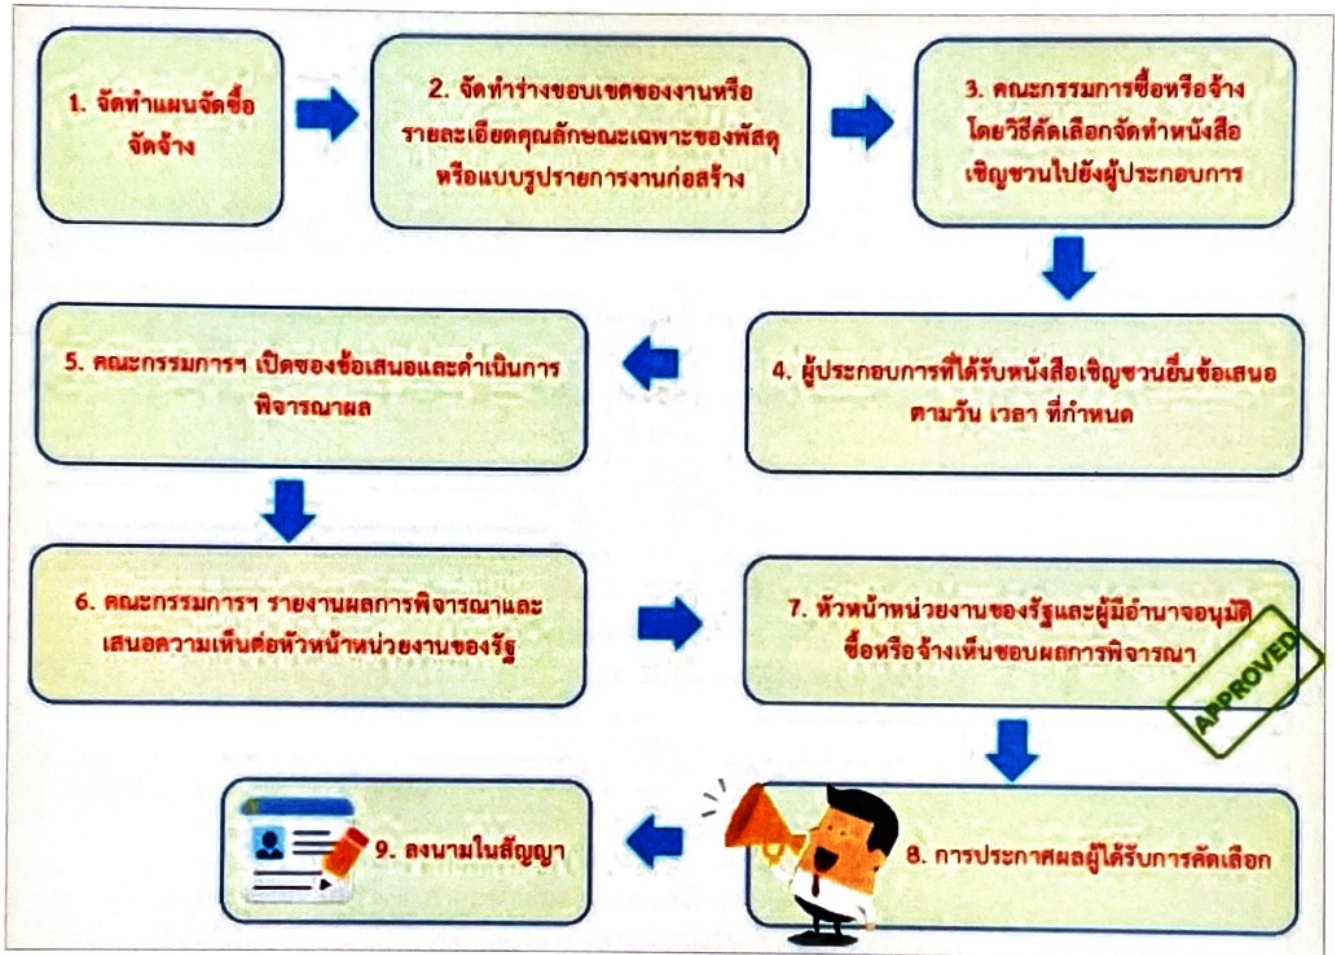 1. จัดทำแผนจัดซื้อ
จัดจ้าง
2. จัดทำร่างขอบเขตของงานหรือ
รายละเอียดคุณลักษณะเฉพาะของพัสดุ
หรือแบบรูปรายการงานก่อสร้าง
3. คณะกรรมการซื้อหรือจ้าง
โดยวิธีคัดเลือกจัดทำหนังสือ
เชิญชวนไปยังผู้ประกอบการ
4. ผู้ประกอบการที่ได้รับหนังสือเชิญชวนยื่นข้อเสนอ
ตามวัน เวลา ที่กำหนด
5. คณะกรรมการฯ เปิดซองข้อเสนอและดำเนินการ
พิจารณาผล
6. คณะกรรมการฯ รายงานผลการพิจารณาและ
เสนอความเห็นต่อหัวหน้าหน่วยงานของรัฐ
7. หัวหน้าหน่วยงานของรัฐและผู้มีอำนาจอนุมัติ
ซื้อหรือจ้างเห็นชอบผลการพิจารณา
APPROVED
8. การประกาศผลผู้ได้รับการคัดเลือก
9. ลงนามในสัญญา